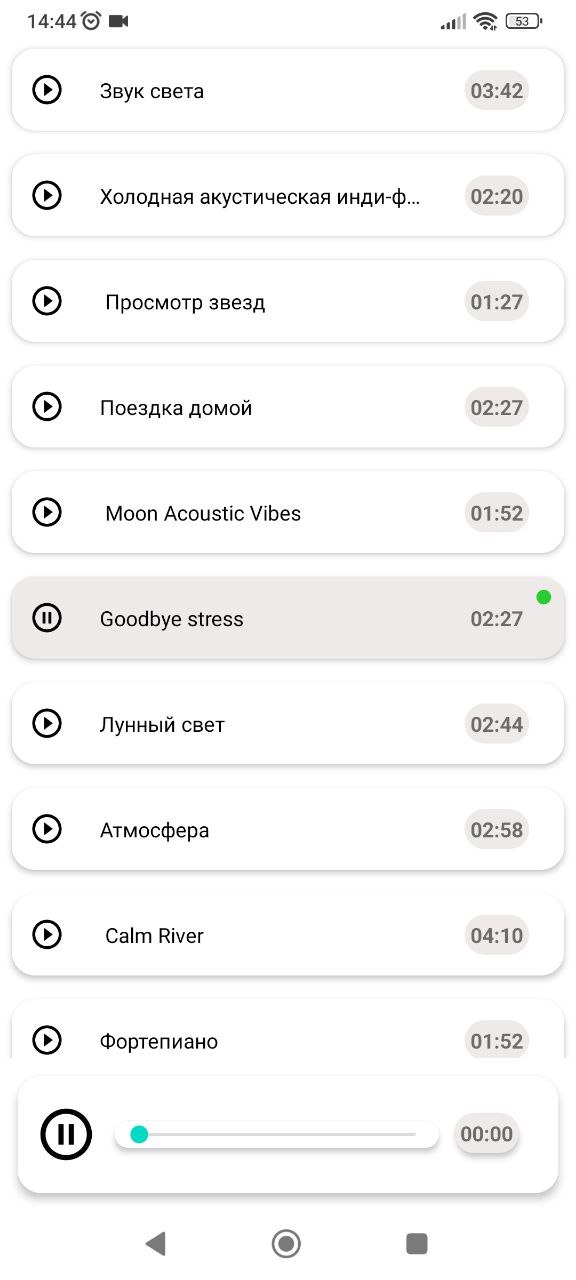 14:44
53
Звук света
03:42
Холодная акустическая инди-ф...
02:20
Просмотр звезд
01:27
Поездка домой
02:27
Moon Acoustic Vibes
01:52
Goodbye stress
02:27
Лунный свет
02:44
Атмосфера
02:58
Calm River
04:10
Фортепиано
01:52
00:00